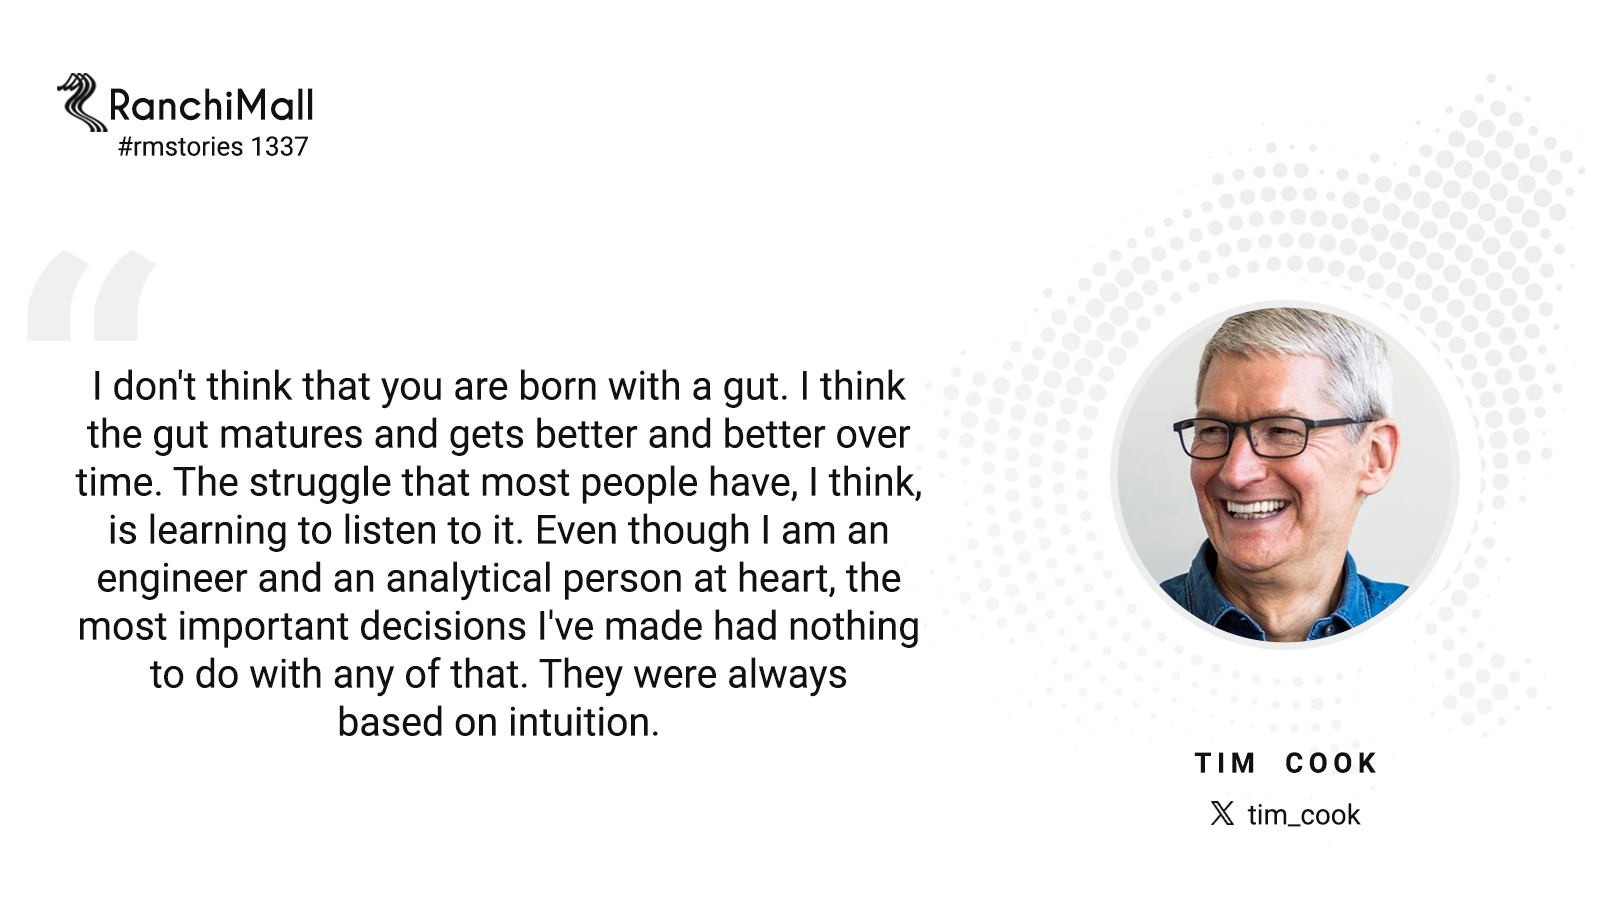 RanchiMall
#rmstories 1337
“
I don't think that you are born with a gut. I think
the gut matures and gets better and better over
time. The struggle that most people have, I think,
is learning to listen to it. Even though I am an
engineer and an analytical person at heart, the
most important decisions I've made had nothing
to do with any of that. They were always
based on intuition.
TIM COOK
𝕏 tim_cook